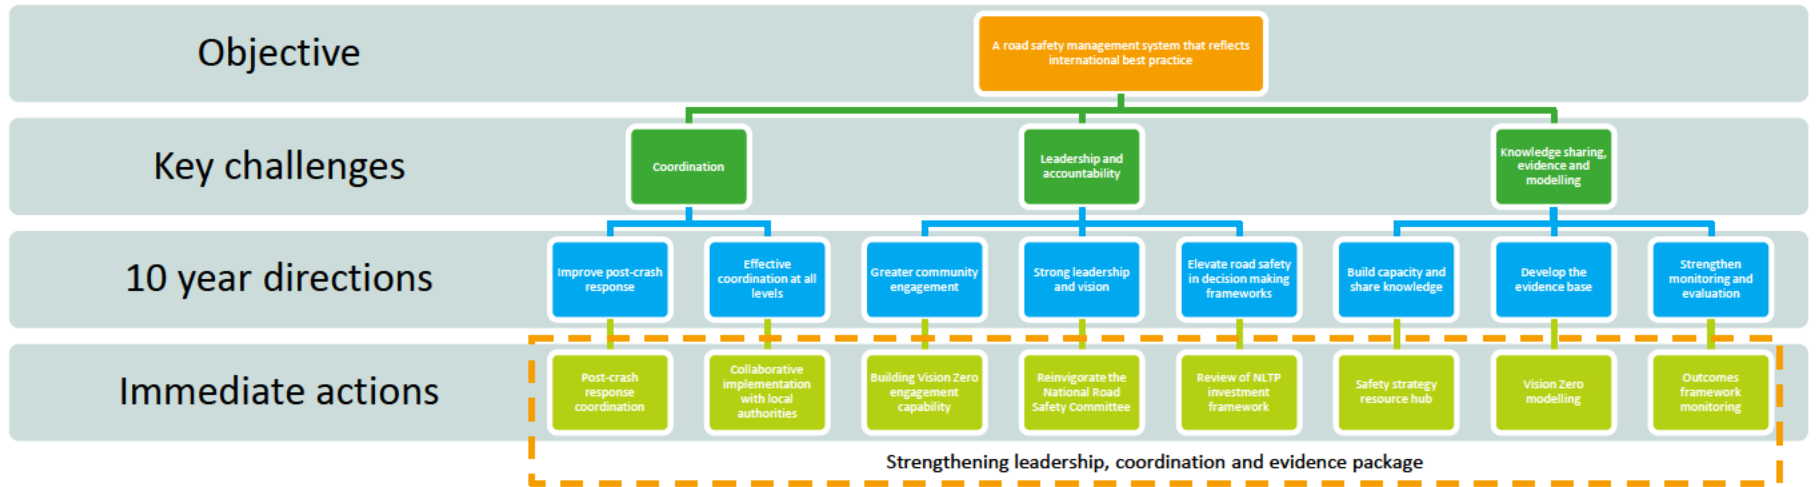 Objective
A road safety management system that reflects
international best practice
Key challenges
Coordination
Leadership and
accountability
Knowledge sharing,
evidence and
modelling
10 year directions
Improve post-crash
response
Effective
coordination at all
levels
Greater community
engagement
Strong leadership
and vision
Elevate road safety
in decision making
frameworks
Build capacity and
share knowledge
Develop the
evidence base
Strengthen
monitoring and
evaluation
Immediate actions
Post-crash
response
coordination
Collaborative
implementation
with local
authorities
Building Vision Zero
engagement
capability
Reinvigorate the
National Road
Safety Committee
Review of NLTP
investment
framework
Safety strategy
resource hub
Vision Zero
modelling
Outcomes
framework
monitoring
Strengthening leadership, coordination and evidence package